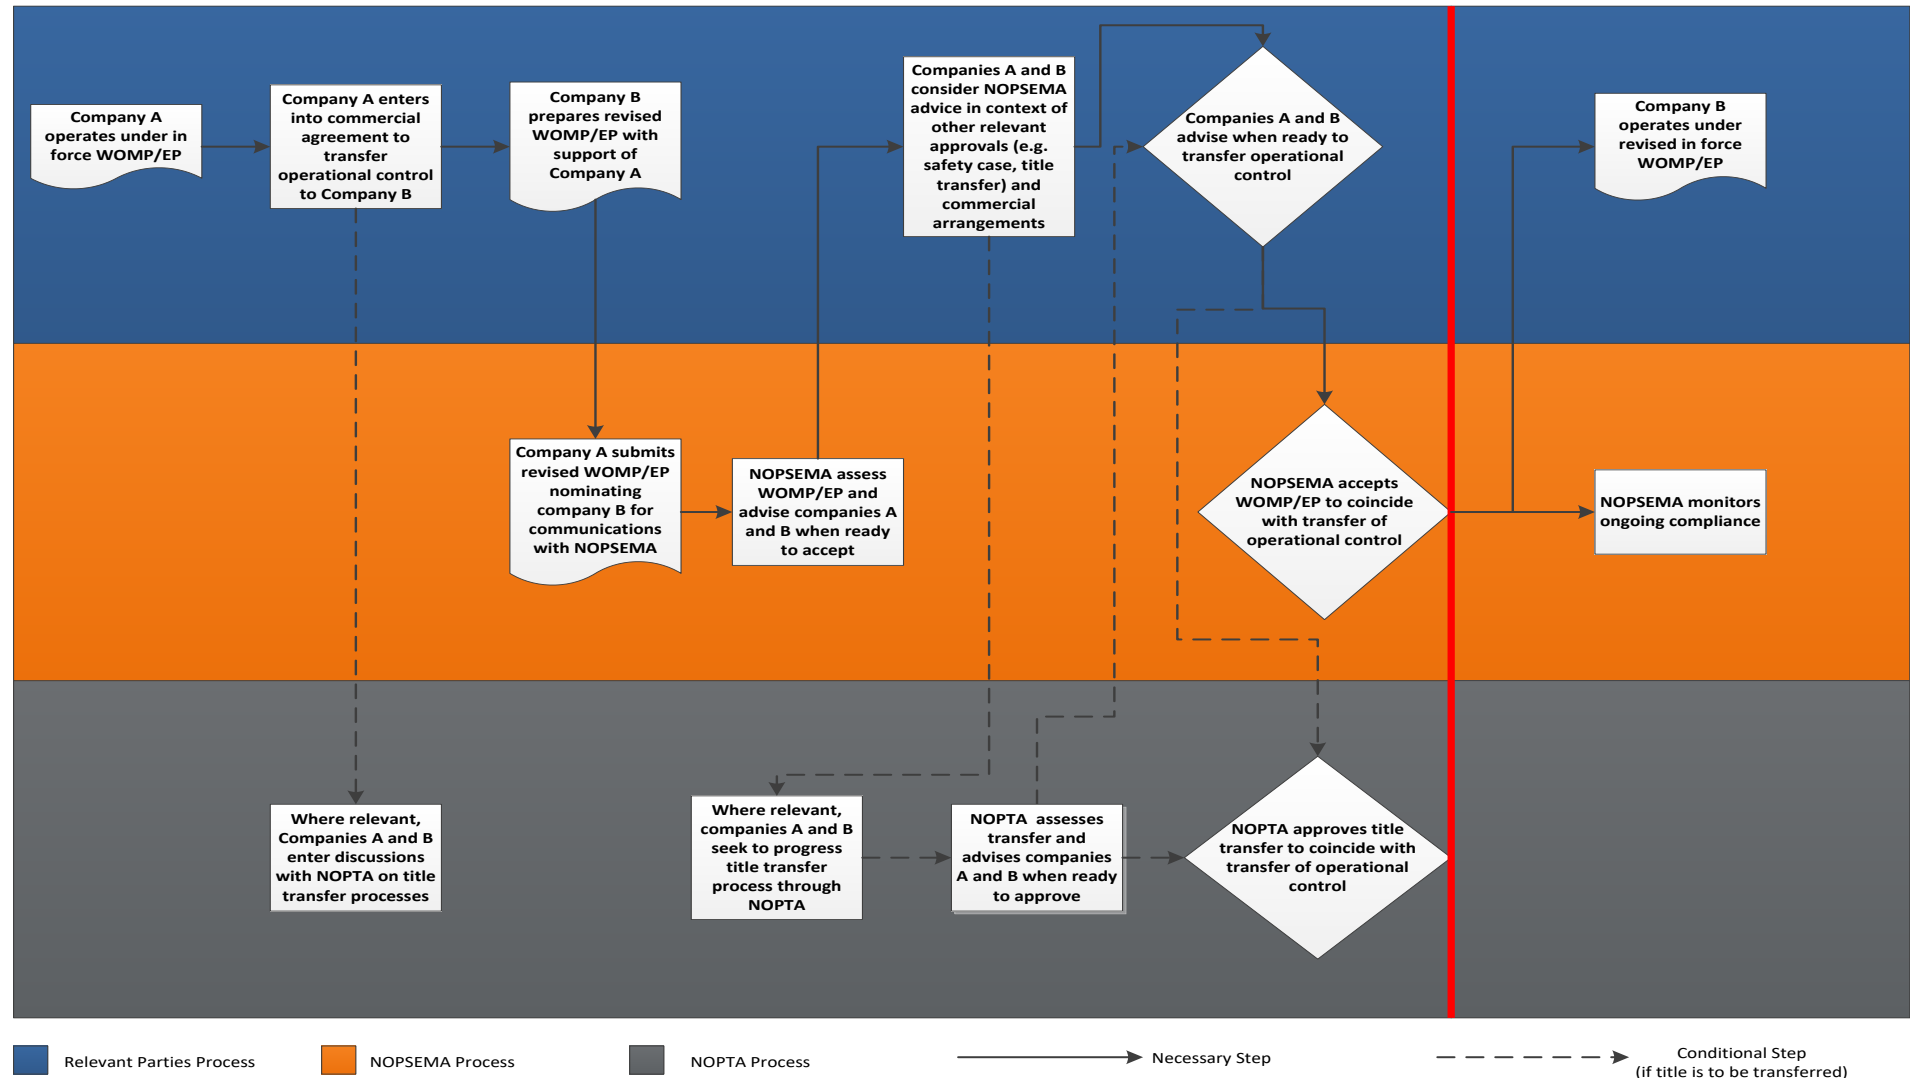 Company A
operates under in
force WOMP/EP
Company A enters
into commercial
agreement to
transfer
operational control
to Company B
Company B
prepares revised
WOMP/EP with
support of
Company A
Companies A and B
consider NOPSEMA
advice in context of
other relevant
approvals (e.g.
safety case, title
transfer) and
commercial
arrangements
Companies A and B
advise when ready to
transfer operational
control
Company B
operates under
revised in force
WOMP/EP
Company A submits
revised WOMP/EP
nominating
company B for
communications
with NOPSEMA
NOPSEMA assess
WOMP/EP and
advise companies A
and B when ready
to accept
NOPSEMA accepts
WOMP/EP to coincide
with transfer of
operational control
NOPSEMA monitors
ongoing compliance
Where relevant,
Companies A and B
enter discussions
with NOPTA on title
transfer processes
Where relevant,
companies A and B
seek to progress
title transfer
process through
NOPTA
NOPTA assesses
transfer and
advises companies
A and B when ready
to approve
NOPTA approves title
transfer to coincide with
transfer of operational
control
Relevant Parties Process
NOPSEMA Process
NOPTA Process
Necessary Step
Conditional Step
(if title is to be transferred)